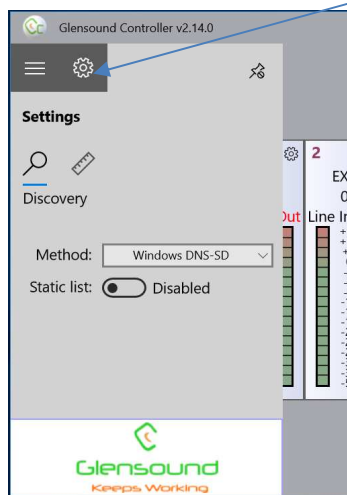 Glensound Controller v2.14.0
Settings
2
EX
0
Discovery
Out
Line In
Method: Windows DNS-SD
Static list: Disabled
Glensound
Keeps Working